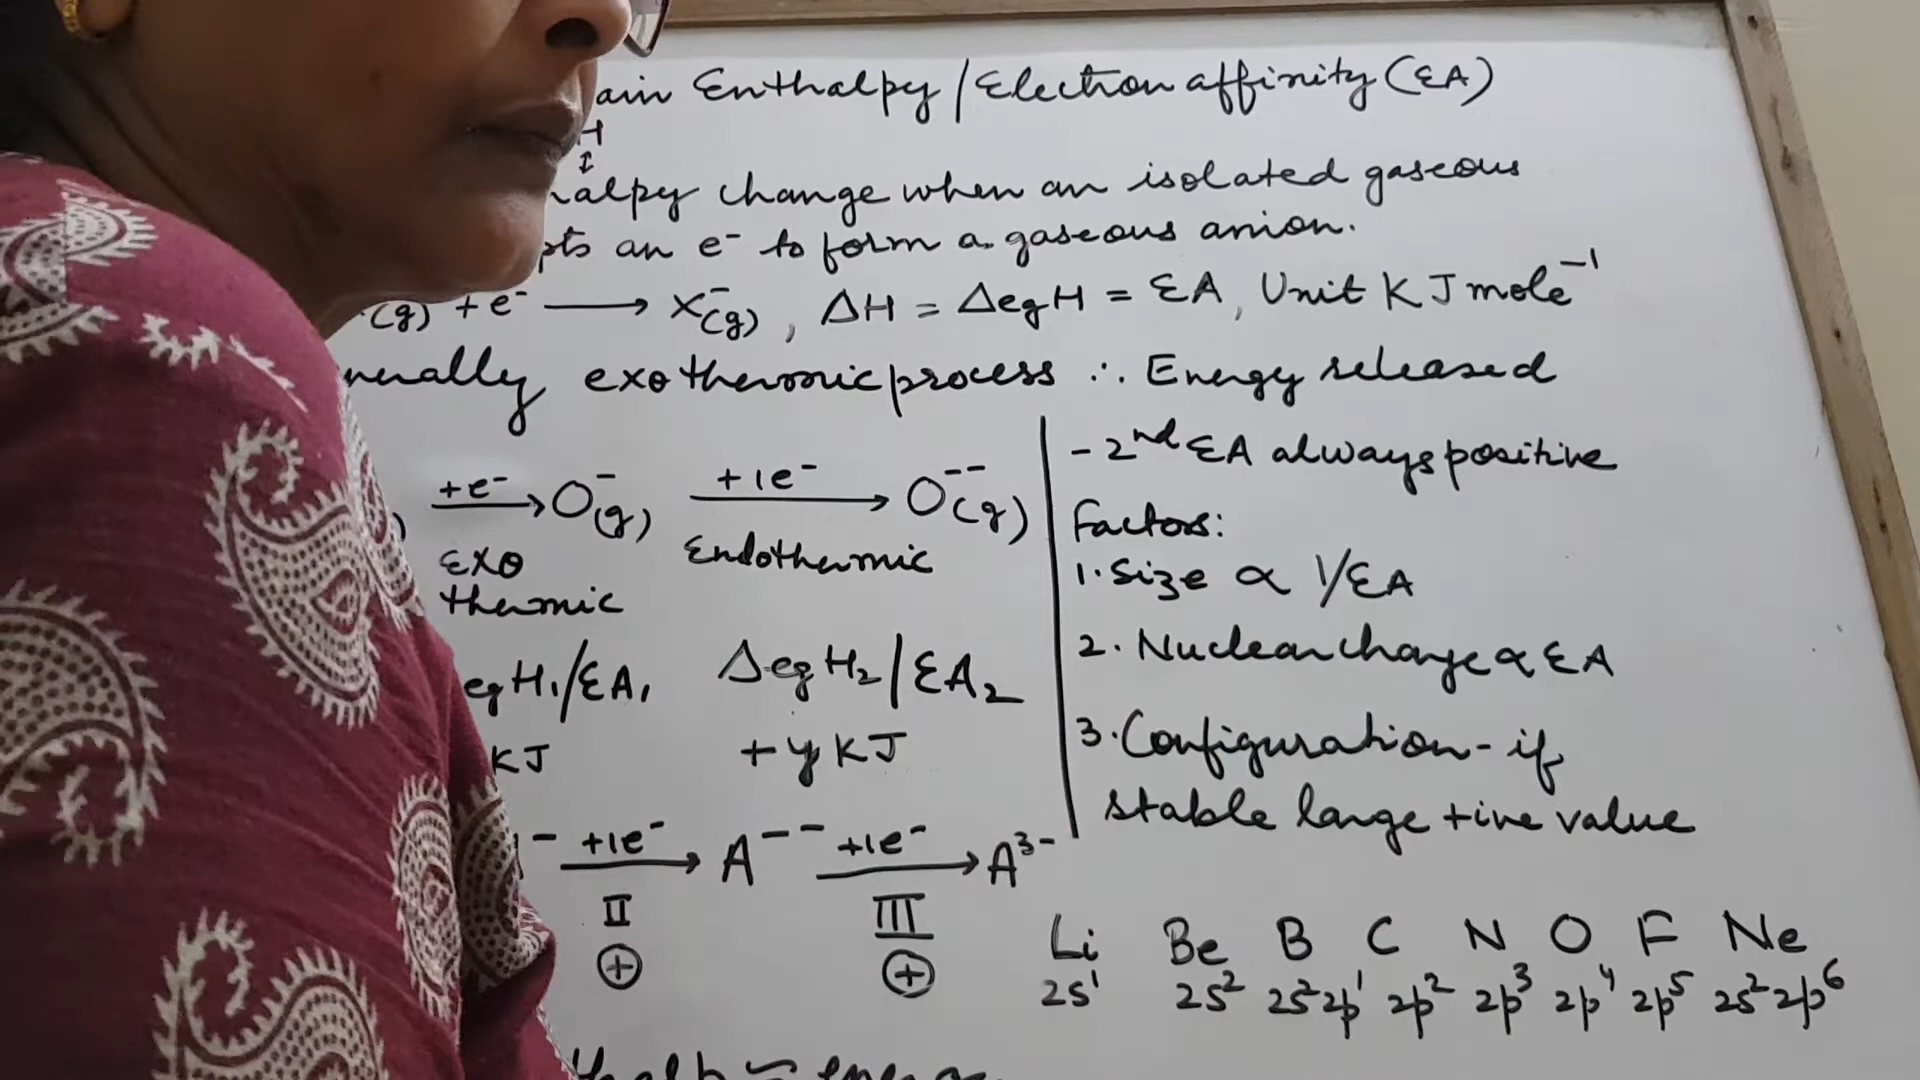 ain Enthalpy/Electron affinity (EA)
H
alpy change when an isolated gaseous
pts an e⁻ to form a gaseous anion.
(g) + e⁻ → X⁻(g), ΔH = ΔegH = EA, Unit KJ mole⁻¹
nerally exothermic process ∴ Energy released
+e⁻ → O⁻(g) +1e⁻ → O⁻⁻(g)
Exo
thermic
Endothermic
egH₁/EA₁ ΔegH₂/EA₂
KJ +yKJ
⁻ +1e⁻ → A⁻⁻ +1e⁻ → A³⁻
II III
⊕ ⊕
- 2nd EA always positive
Factors:
1. Size ∝ 1/EA
2. Nuclear charge ∝ EA
3. Configuration - if
stable large +ive value
Li Be B C N O F Ne
2s¹ 2s² 2s²2p¹ 2p² 2p³ 2p⁴ 2p⁵ 2s²2p⁶